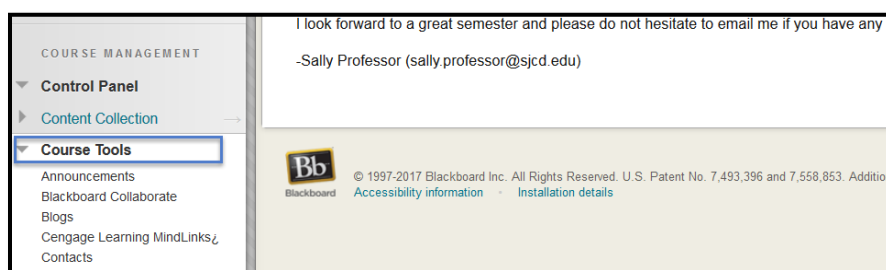 COURSE MANAGEMENT
Control Panel
Content Collection
Course Tools
Announcements
Blackboard Collaborate
Blogs
Cengage Learning MindLinks¿
Contacts
I look forward to a great semester and please do not hesitate to email me if you have any
-Sally Professor (sally.professor@sjcd.edu)
Bb
Blackboard
© 1997-2017 Blackboard Inc. All Rights Reserved. U.S. Patent No. 7,493,396 and 7,558,853. Additio
Accessibility information · Installation details